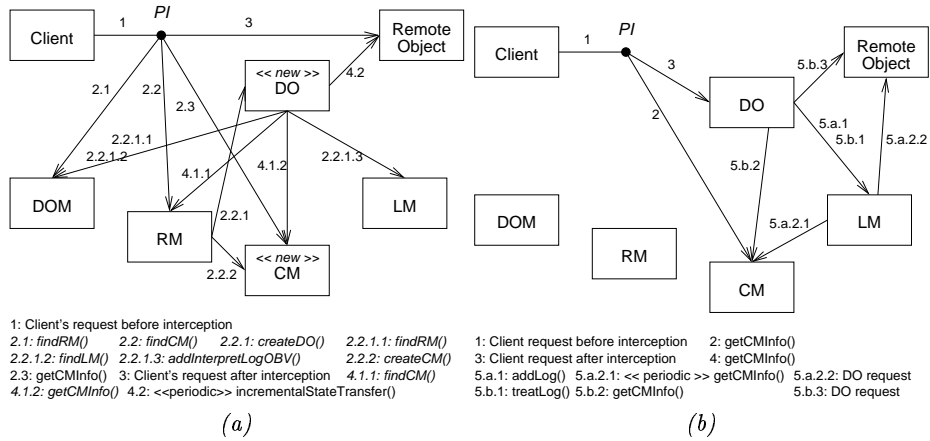 PI
1
3
Client
Remote
Object
<< new >>
DO
4.2
2.1
2.2
2.3
2.2.1.1
2.2.1.2
4.1.1
4.1.2
2.2.1.3
DOM
RM
2.2.1
LM
<< new >>
CM
2.2.2
1: Client's request before interception
2.1: findRM() 2.2: findCM() 2.2.1: createDO() 2.2.1.1: findRM()
2.2.1.2: findLM() 2.2.1.3: addInterpretLogOBV() 2.2.2: createCM()
2.3: getCMInfo() 3: Client's request after interception 4.1.1: findCM()
4.1.2: getCMInfo() 4.2: <<periodic>> incrementalStateTransfer()
(a)
PI
1
Client
Remote
Object
3
5.b.3
DO
2
5.a.1
5.b.1
5.a.2.2
5.b.2
DOM
LM
5.a.2.1
RM
CM
1: Client request before interception 2: getCMInfo()
3: Client request after interception 4: getCMInfo()
5.a.1: addLog() 5.a.2.1: << periodic >> getCMInfo() 5.a.2.2: DO request
5.b.1: treatLog() 5.b.2: getCMInfo() 5.b.3: DO request
(b)